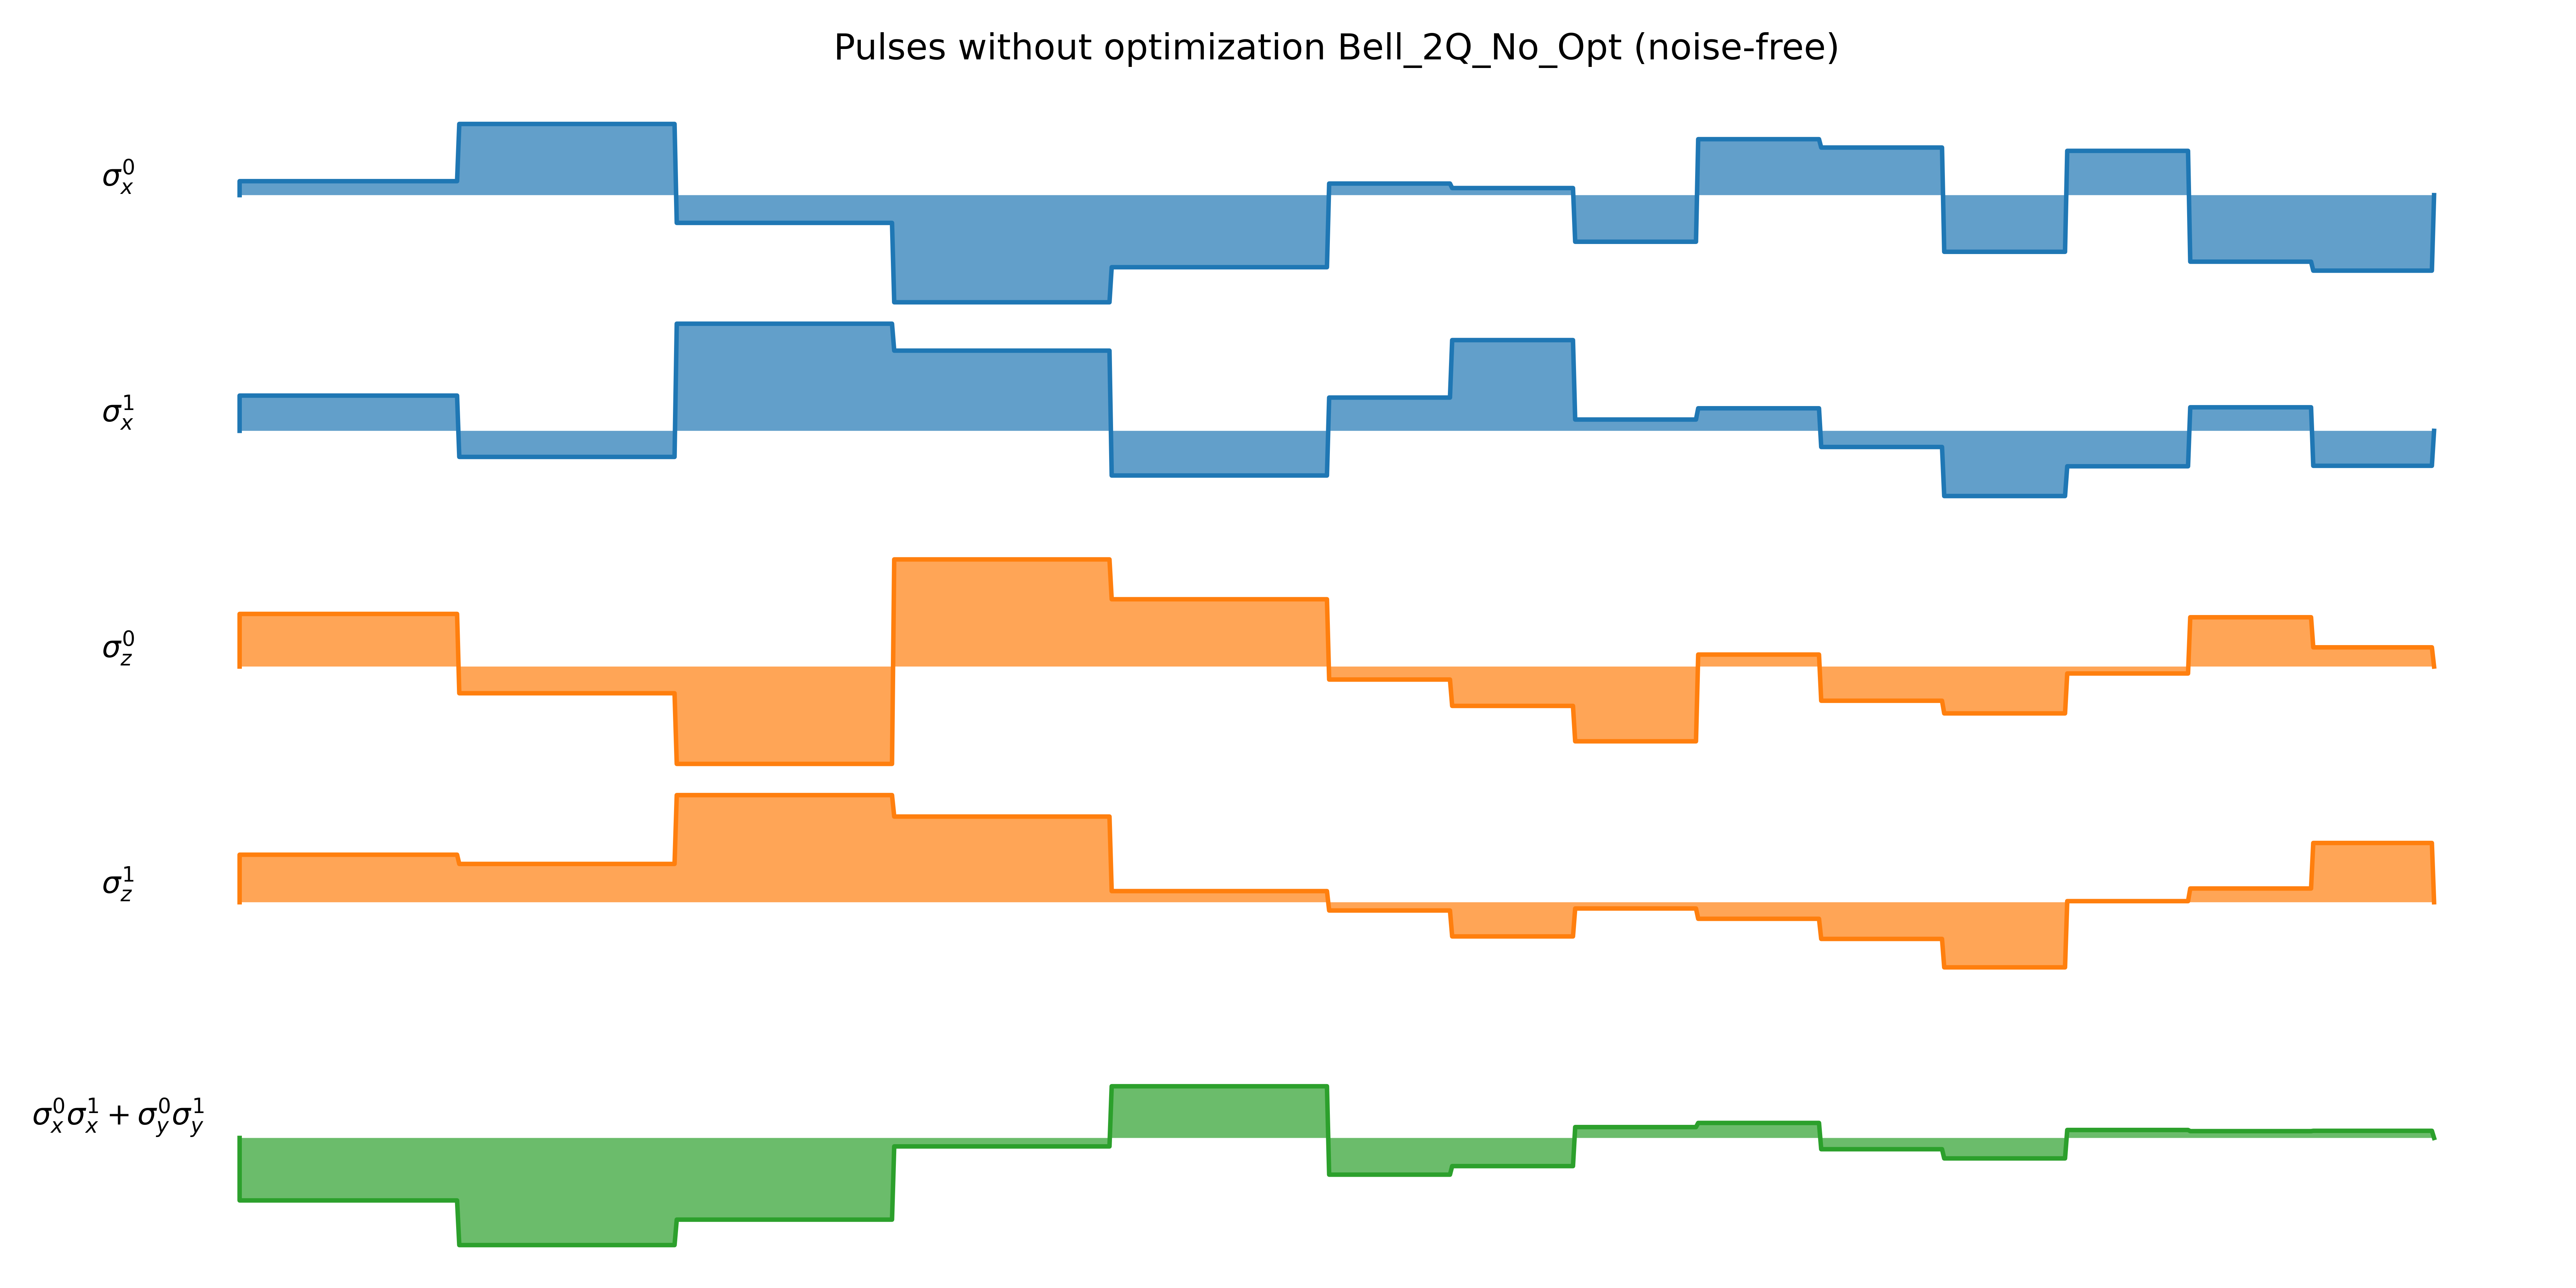 Pulses without optimization Bell_2Q_No_Opt (noise-free)
σ_x^0
σ_x^1
σ_z^0
σ_z^1
σ_x^0σ_x^1 + σ_y^0σ_y^1